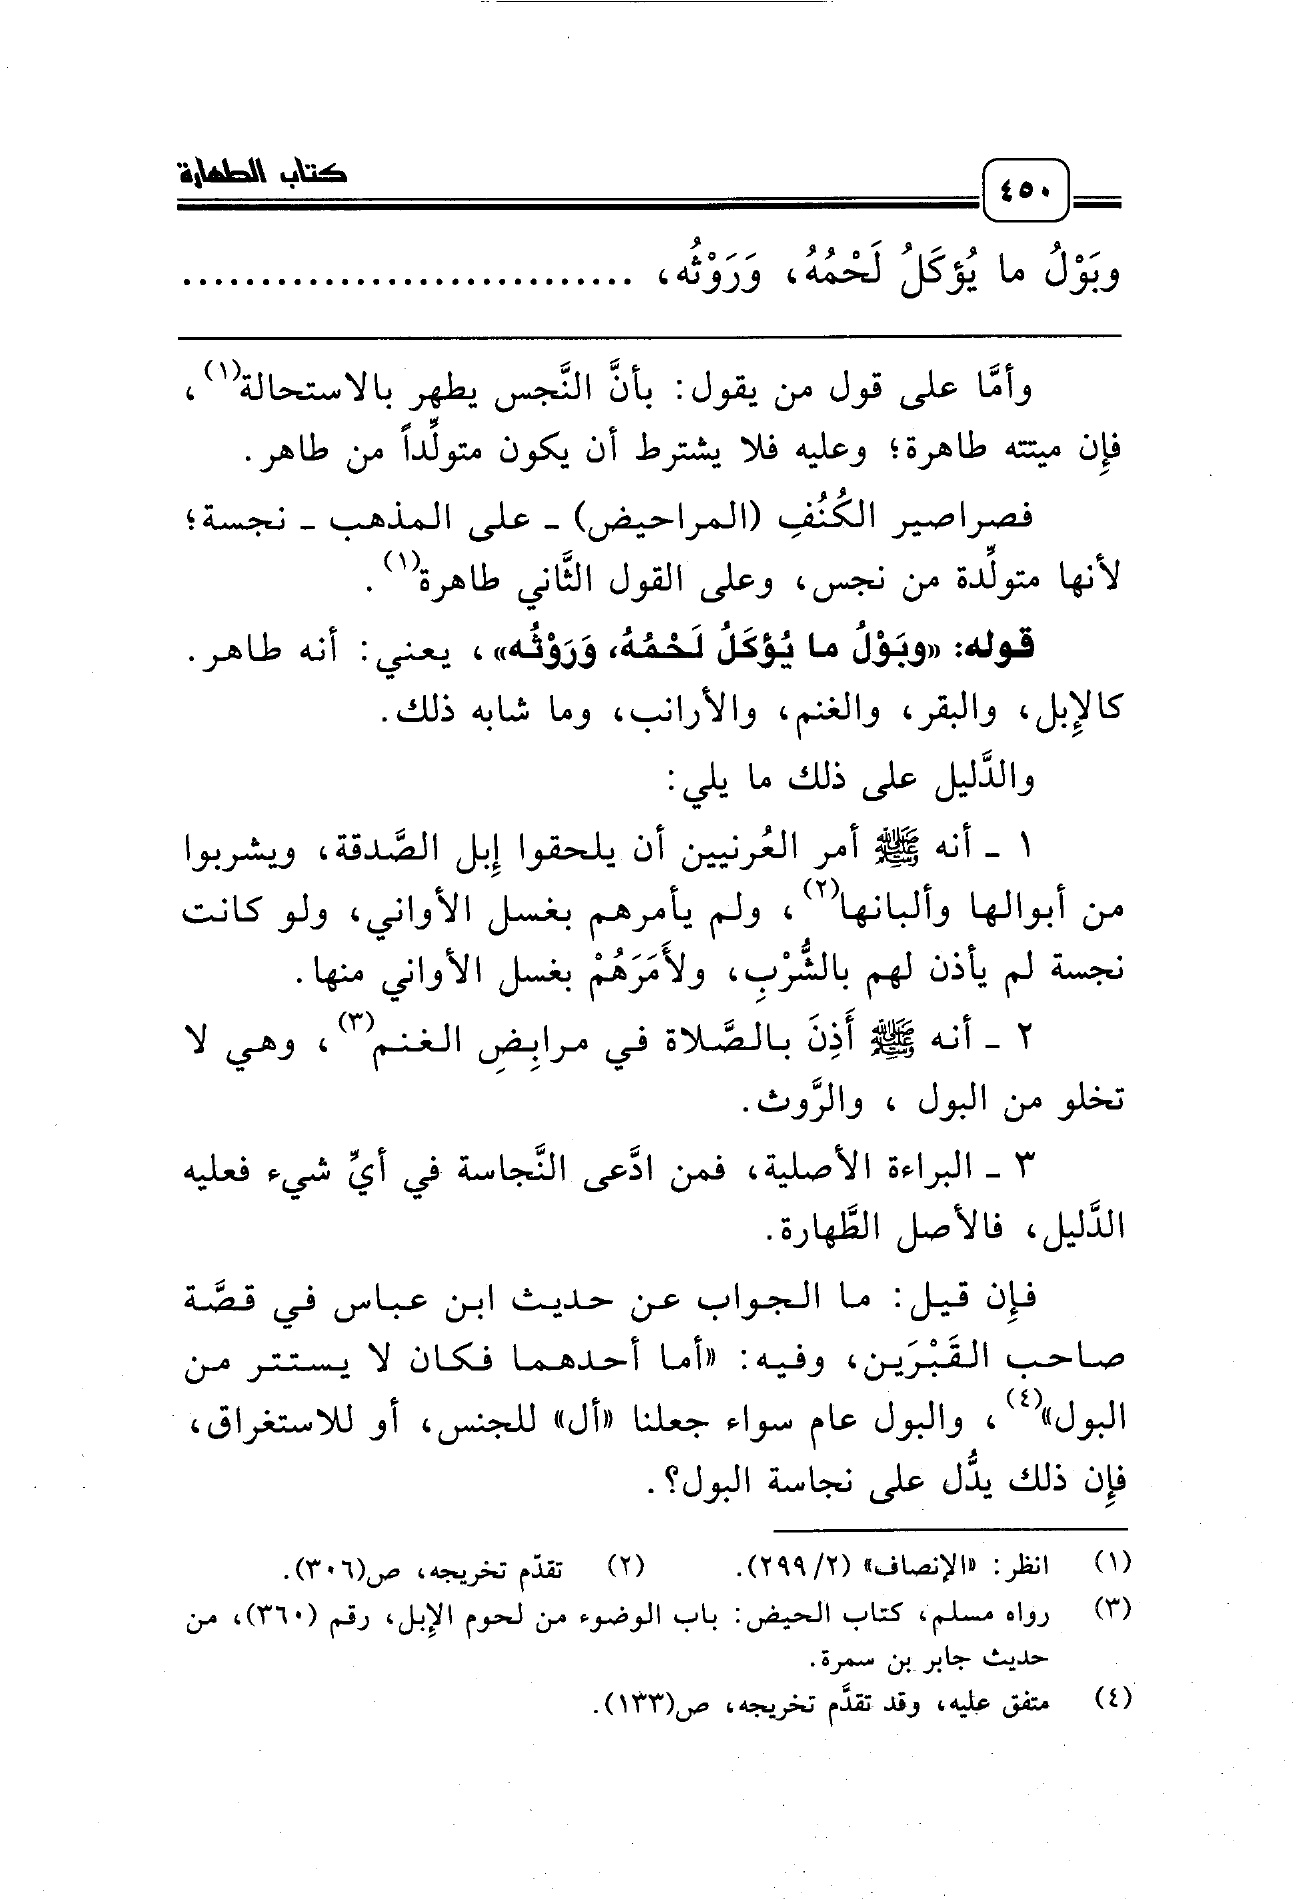 كتاب الطهارة
٤٥٠
وبَوْلُ ما يُؤكَلُ لَحْمُهُ، وَرَوْثُه، .............................
وأمَّا على قول من يقول: بأنَّ النَّجس يطهر بالاستحالة(١)،
فإِن ميتته طاهرة؛ وعليه فلا يشترط أن يكون متولِّداً من طاهر.
فصراصير الكُنُفِ (المراحيض) ـ على المذهب ـ نجسة؛
لأنها متولِّدة من نجس، وعلى القول الثَّاني طاهرة(١).
قوله: «وبَوْلُ ما يُؤكَلُ لَحْمُهُ، وَرَوْثُه»، يعني: أنه طاهر.
كالإِبل، والبقر، والغنم، والأرانب، وما شابه ذلك.
والدَّليل على ذلك ما يلي:
١ ـ أنه ﷺ أمر العُرنيين أن يلحقوا إِبل الصَّدقة، ويشربوا
من أبوالها وألبانها(٢)، ولم يأمرهم بغسل الأواني، ولو كانت
نجسة لم يأذن لهم بالشُّرْبِ، ولأَمَرَهُمْ بغسل الأواني منها.
٢ ـ أنه ﷺ أَذِنَ بالصَّلاة في مرابِضِ الغنم(٣)، وهي لا
تخلو من البول ، والرَّوث.
٣ ـ البراءة الأصلية، فمن ادَّعى النَّجاسة في أيِّ شيء فعليه
الدَّليل، فالأصل الطَّهارة.
فإِن قيل: ما الجواب عن حديث ابن عباس في قصَّة
صاحب القَبْرَين، وفيه: «أما أحدهما فكان لا يستتر من
البول»(٤)، والبول عام سواء جعلنا «أل» للجنس، أو للاستغراق،
فإِن ذلك يدُّل على نجاسة البول؟.
(١) انظر: «الإنصاف» (٢/ ٢٩٩). (٢) تقدّم تخريجه، ص(٣٠٦).
(٣) رواه مسلم، كتاب الحيض: باب الوضوء من لحوم الإِبل، رقم (٣٦٠)، من
حديث جابر بن سمرة.
(٤) متفق عليه، وقد تقدَّم تخريجه، ص(١٣٣).